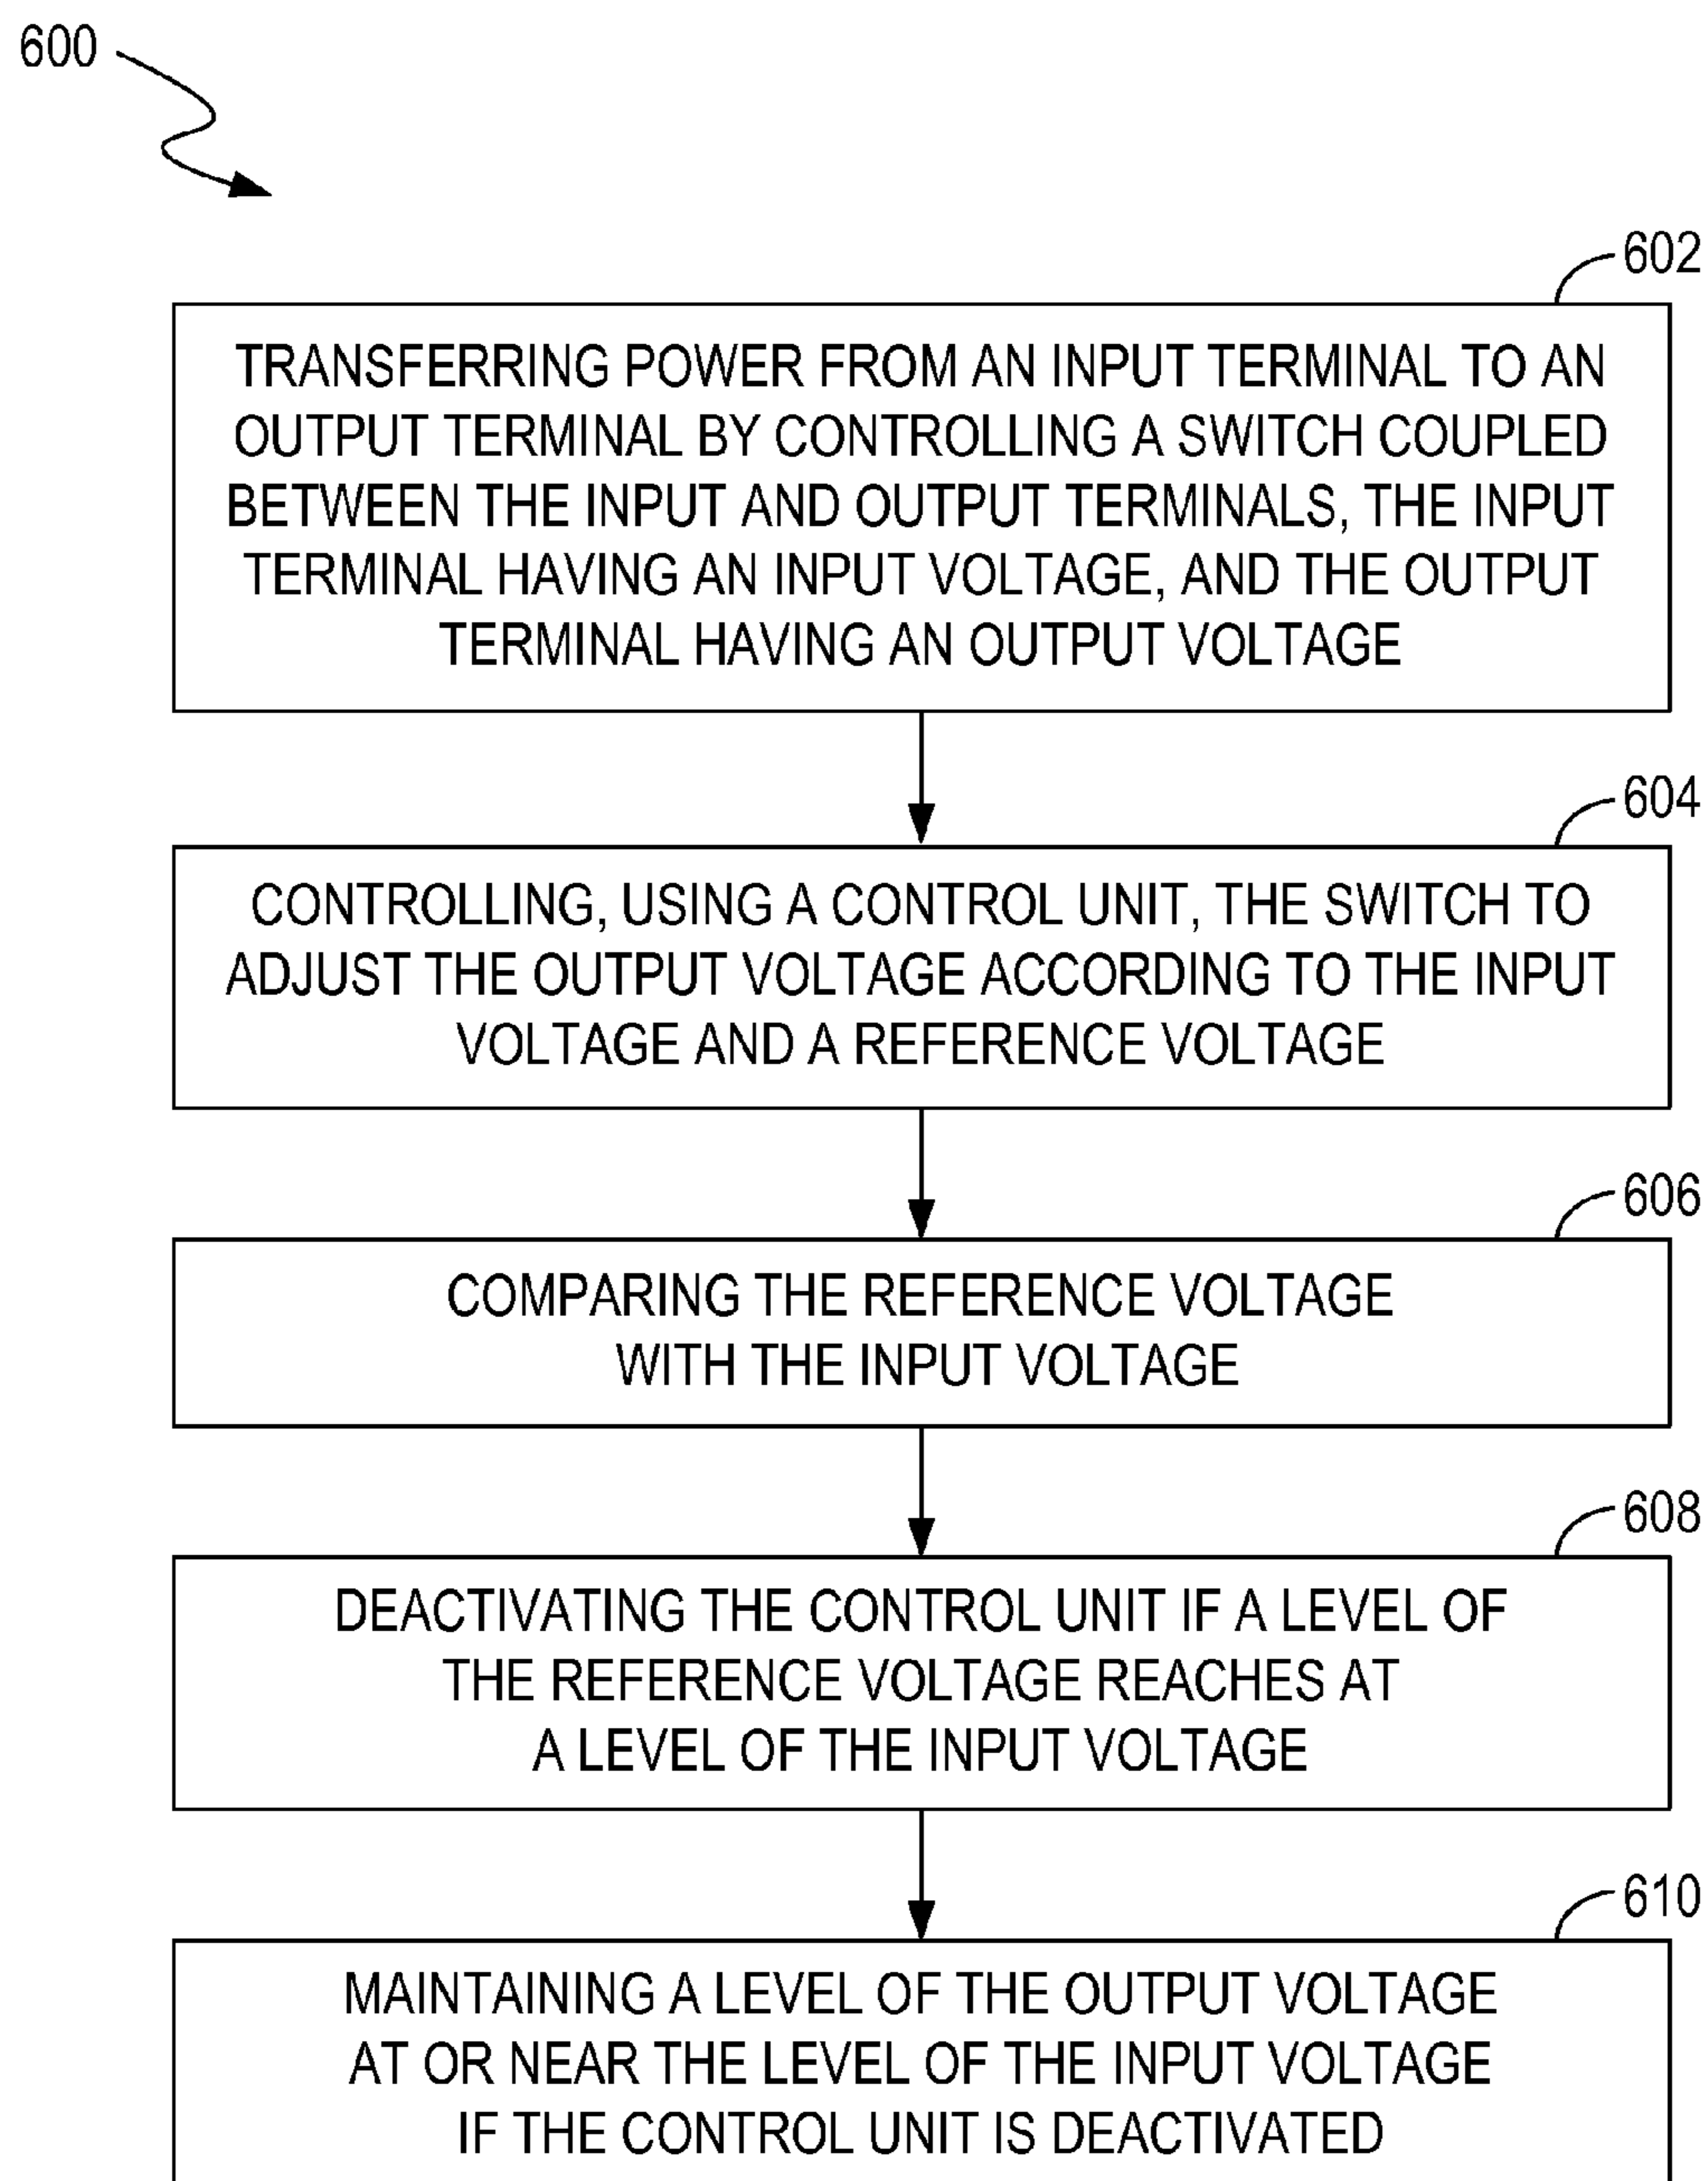 600
602
TRANSFERRING POWER FROM AN INPUT TERMINAL TO AN
OUTPUT TERMINAL BY CONTROLLING A SWITCH COUPLED
BETWEEN THE INPUT AND OUTPUT TERMINALS, THE INPUT
TERMINAL HAVING AN INPUT VOLTAGE, AND THE OUTPUT
TERMINAL HAVING AN OUTPUT VOLTAGE
604
CONTROLLING, USING A CONTROL UNIT, THE SWITCH TO
ADJUST THE OUTPUT VOLTAGE ACCORDING TO THE INPUT
VOLTAGE AND A REFERENCE VOLTAGE
606
COMPARING THE REFERENCE VOLTAGE
WITH THE INPUT VOLTAGE
608
DEACTIVATING THE CONTROL UNIT IF A LEVEL OF
THE REFERENCE VOLTAGE REACHES AT
A LEVEL OF THE INPUT VOLTAGE
610
MAINTAINING A LEVEL OF THE OUTPUT VOLTAGE
AT OR NEAR THE LEVEL OF THE INPUT VOLTAGE
IF THE CONTROL UNIT IS DEACTIVATED